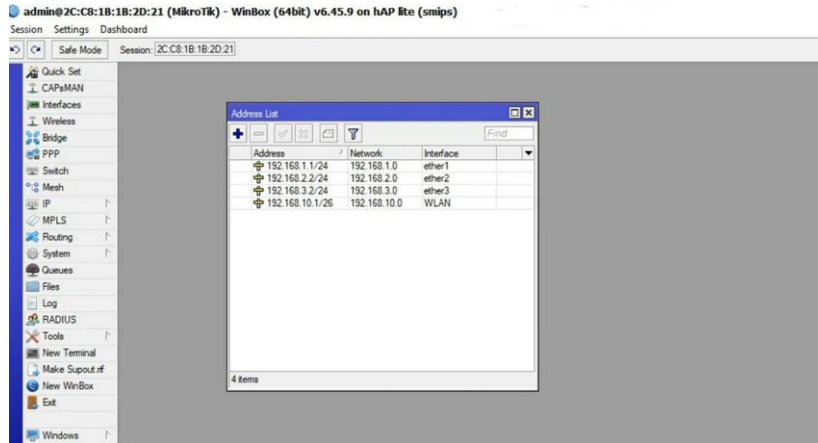 admin@2C:C8:1B:1B:2D:21 (MikroTik) - WinBox (64bit) v6.45.9 on hAP lite (smips)
Session Settings Dashboard
Safe Mode Session: 2C:C8:1B:1B:2D:21
Quick Set
CAPsMAN
Interfaces
Wireless
Bridge
PPP
Switch
Mesh
IP
MPLS
Routing
System
Queues
Files
Log
RADIUS
Tools
New Terminal
Make Supout.rif
New WinBox
Exit
Windows
Address List
Find
Address Network Interface
192.168.1.1/24 192.168.1.0 ether1
192.168.2.2/24 192.168.2.0 ether2
192.168.3.2/24 192.168.3.0 ether3
192.168.10.1/26 192.168.10.0 WLAN
4 items